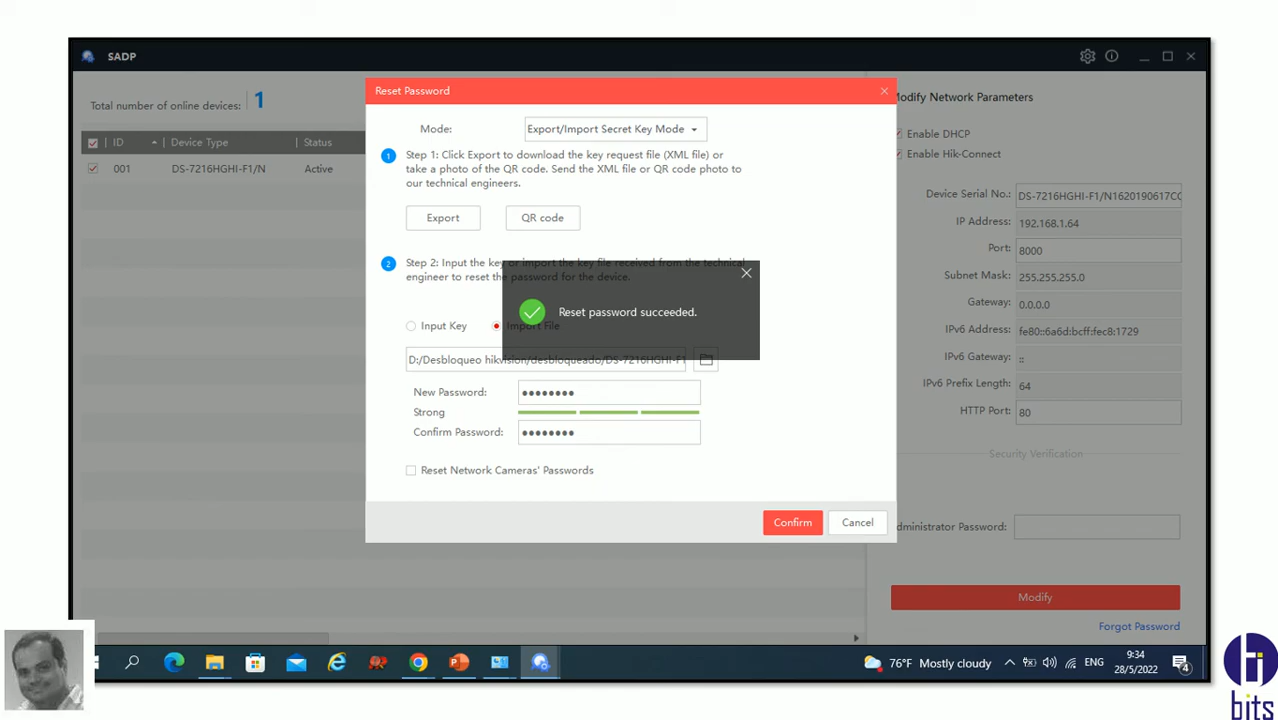 SADP
Total number of online devices: 1
ID
Device Type
Status
001
DS-7216HGHI-F1/N
Active
Reset Password
Mode:
Export/Import Secret Key Mode
1
Step 1: Click Export to download the key request file (XML file) or
take a photo of the QR code. Send the XML file or QR code photo to
our technical engineers.
Export
QR code
2
Step 2: Input the key or import the key file received from the technical
engineer to reset the password for the device.
Reset password succeeded.
Input Key
Import File
D:/Desbloqueo hikvision/desbloqueado/DS-7216HGHI-F1
New Password:
Strong
Confirm Password:
Reset Network Cameras' Passwords
Confirm
Cancel
Modify Network Parameters
Enable DHCP
Enable Hik-Connect
Device Serial No.:
DS-7216HGHI-F1/N1620190617CC
IP Address:
192.168.1.64
Port:
8000
Subnet Mask:
255.255.255.0
Gateway:
0.0.0.0
IPv6 Address:
fe80::6a6d:bcff:fec8:1729
IPv6 Gateway:
::
IPv6 Prefix Length:
64
HTTP Port:
80
Security Verification
dministrator Password:
Modify
Forgot Password
76°F Mostly cloudy
ENG
9:34
28/5/2022
4
bits